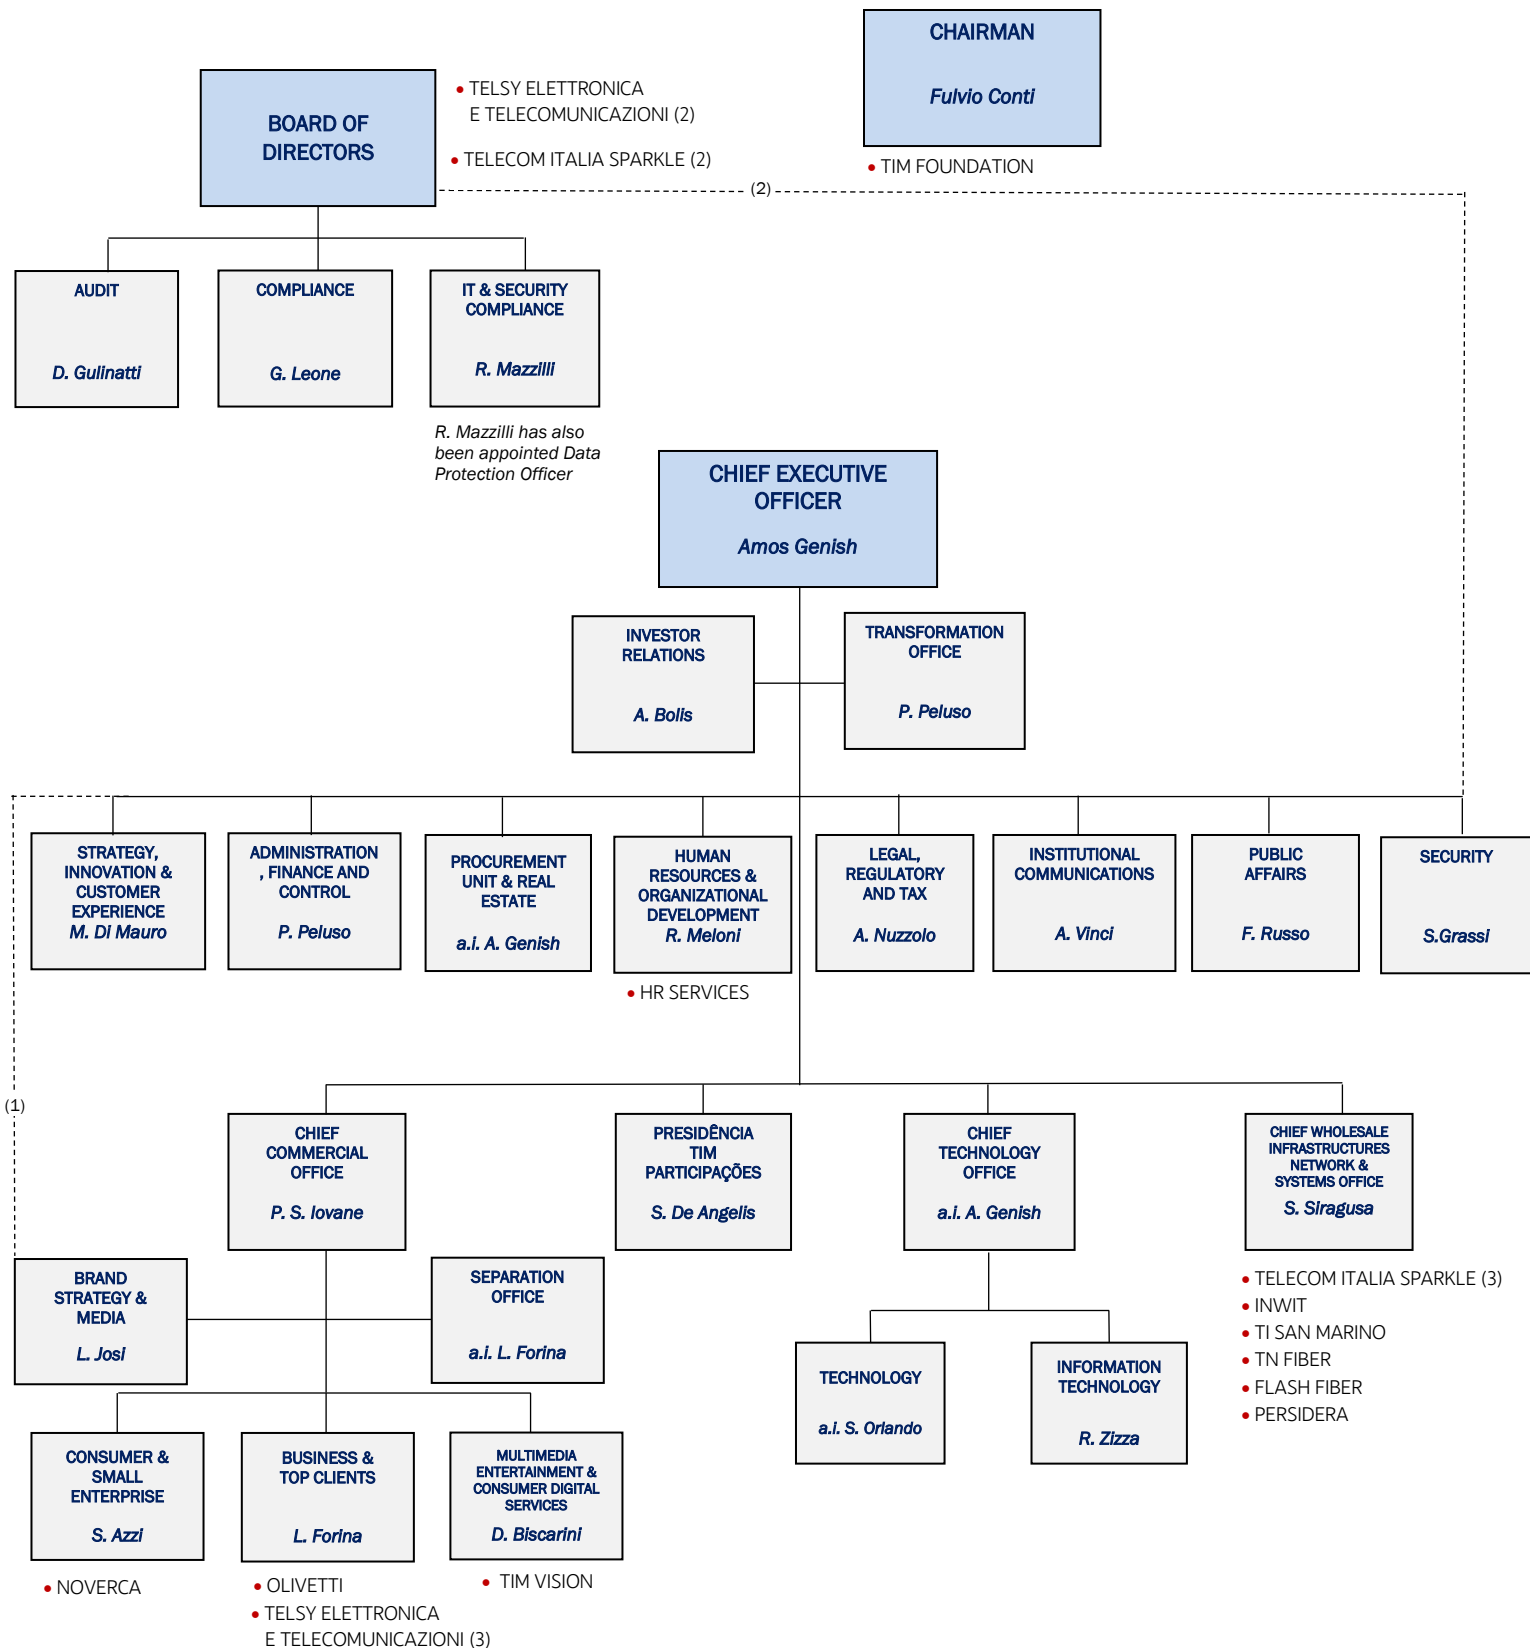 CHAIRMAN
Fulvio Conti
• TIM FOUNDATION
BOARD OF
DIRECTORS
• TELSY ELETTRONICA
E TELECOMUNICAZIONI (2)
• TELECOM ITALIA SPARKLE (2)
(2)
AUDIT
D. Gulinatti
COMPLIANCE
G. Leone
IT & SECURITY
COMPLIANCE
R. Mazzilli
R. Mazzilli has also
been appointed Data
Protection Officer
CHIEF EXECUTIVE
OFFICER
Amos Genish
INVESTOR
RELATIONS
A. Bolis
TRANSFORMATION
OFFICE
P. Peluso
STRATEGY,
INNOVATION &
CUSTOMER
EXPERIENCE
M. Di Mauro
ADMINISTRATION
, FINANCE AND
CONTROL
P. Peluso
PROCUREMENT
UNIT & REAL
ESTATE
a.i. A. Genish
HUMAN
RESOURCES &
ORGANIZATIONAL
DEVELOPMENT
R. Meloni
• HR SERVICES
LEGAL,
REGULATORY
AND TAX
A. Nuzzolo
INSTITUTIONAL
COMMUNICATIONS
A. Vinci
PUBLIC
AFFAIRS
F. Russo
SECURITY
S.Grassi
(1)
CHIEF
COMMERCIAL
OFFICE
P. S. Iovane
PRESIDÊNCIA
TIM
PARTICIPAÇÕES
S. De Angelis
CHIEF
TECHNOLOGY
OFFICE
a.i. A. Genish
CHIEF WHOLESALE
INFRASTRUCTURES
NETWORK &
SYSTEMS OFFICE
S. Siragusa
• TELECOM ITALIA SPARKLE (3)
• INWIT
• TI SAN MARINO
• TN FIBER
• FLASH FIBER
• PERSIDERA
BRAND
STRATEGY &
MEDIA
L. Josi
SEPARATION
OFFICE
a.i. L. Forina
TECHNOLOGY
a.i. S. Orlando
INFORMATION
TECHNOLOGY
R. Zizza
CONSUMER &
SMALL
ENTERPRISE
S. Azzi
• NOVERCA
BUSINESS &
TOP CLIENTS
L. Forina
• OLIVETTI
• TELSY ELETTRONICA
E TELECOMUNICAZIONI (3)
MULTIMEDIA
ENTERTAINMENT &
CONSUMER DIGITAL
SERVICES
D. Biscarini
• TIM VISION